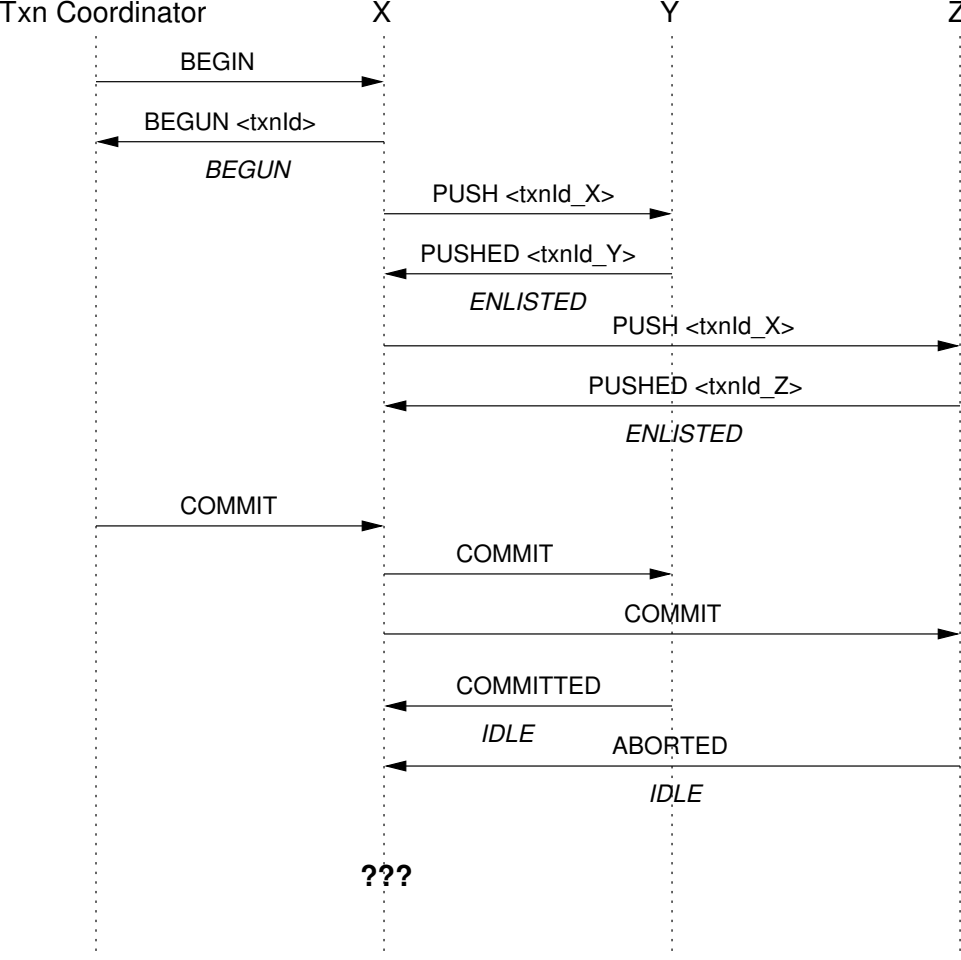 Txn Coordinator X Y Z
BEGIN
BEGUN <txnId>
BEGUN
PUSH <txnId_X>
PUSHED <txnId_Y>
ENLISTED
PUSH <txnId_X>
PUSHED <txnId_Z>
ENLISTED
COMMIT
COMMIT
COMMIT
COMMITTED
IDLE
ABORTED
IDLE
???